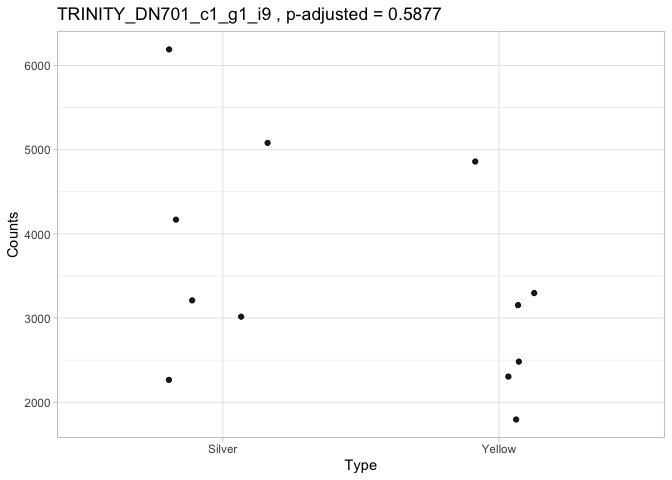 TRINITY_DN701_c1_g1_i9 , p-adjusted = 0.5877
6000
5000
4000
3000
2000
Counts
Silver
Yellow
Type